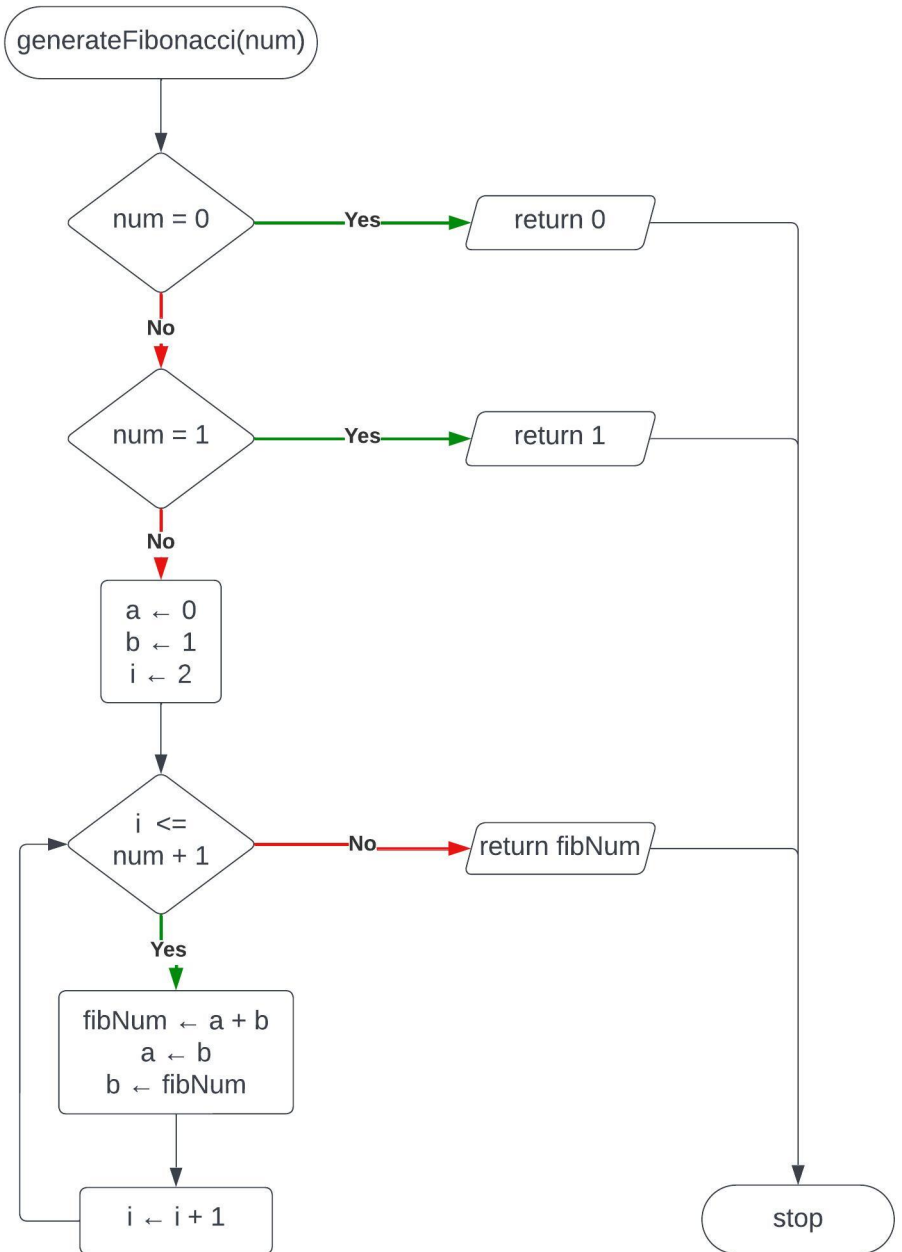 generateFibonacci(num)
num = 0
Yes
return 0
No
num = 1
Yes
return 1
No
a ← 0
b ← 1
i ← 2
i <=
num + 1
No
return fibNum
Yes
fibNum ← a + b
a ← b
b ← fibNum
i ← i + 1
stop